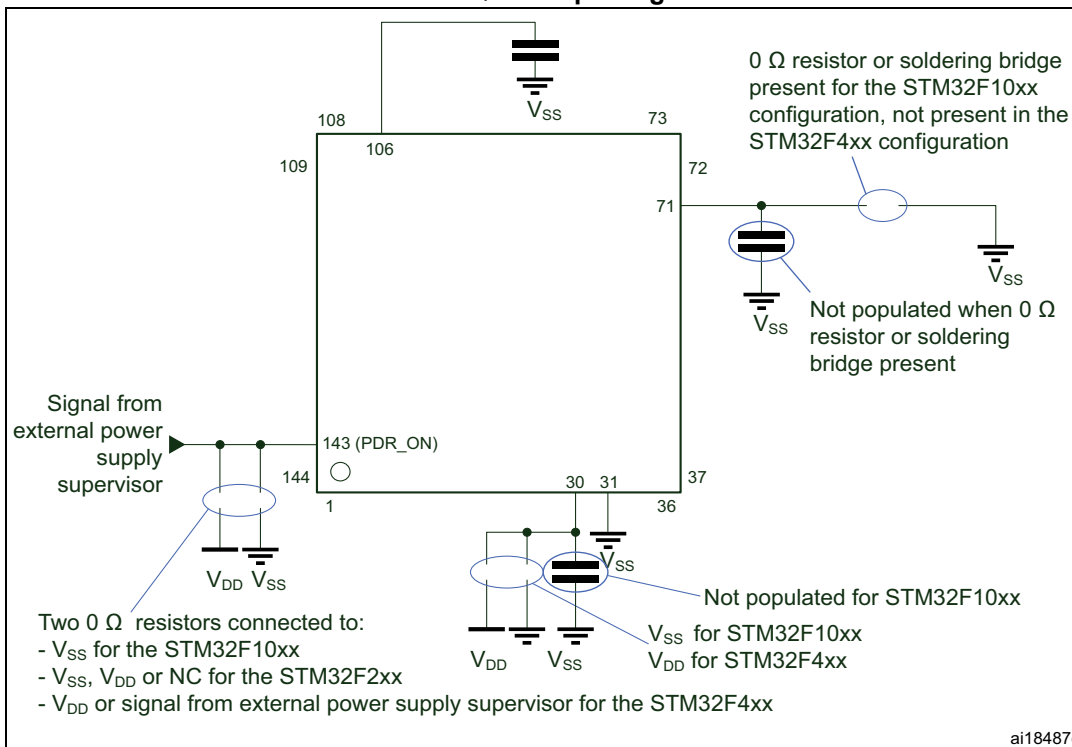 0 Ω resistor or soldering bridge
present for the STM32F10xx
configuration, not present in the
STM32F4xx configuration
VSS
108
73
106
109
72
71
VSS
VSS
Not populated when 0 Ω
resistor or soldering
bridge present
Signal from
external power
supply
supervisor
143 (PDR_ON)
144
1
30
31
37
36
VSS
VDD
VSS
Not populated for STM32F10xx
VSS for STM32F10xx
VDD for STM32F4xx
VDD
VSS
Two 0 Ω resistors connected to:
- VSS for the STM32F10xx
- VSS, VDD or NC for the STM32F2xx
- VDD or signal from external power supply supervisor for the STM32F4xx